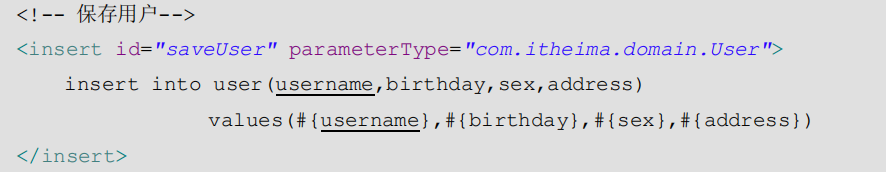 <!-- 保存用户-->
<insert id="saveUser" parameterType="com.itheima.domain.User">
insert into user(username,birthday,sex,address)
values(#{username},#{birthday},#{sex},#{address})
</insert>